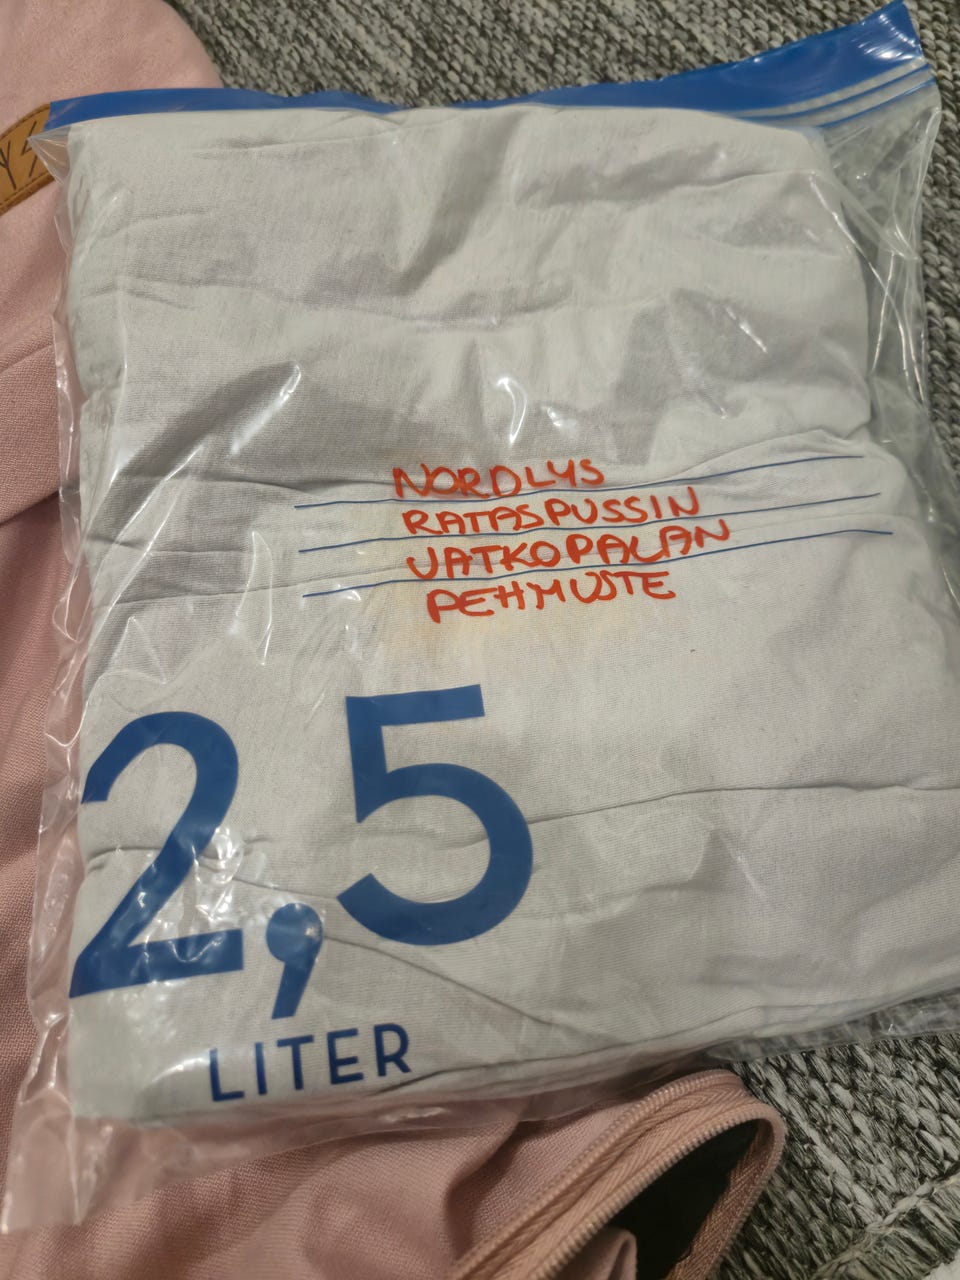 NORDLYS
RATASPUSSIN
JATKOPALAN
PEHMUSTE
2,5
LITER